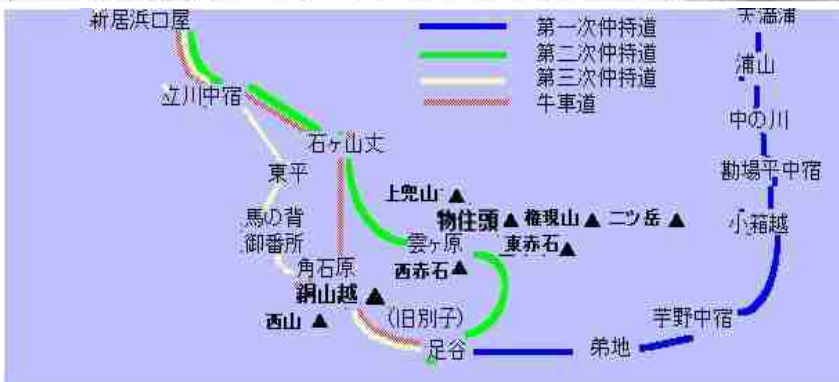 新居浜口屋
第一次仲持道
第二次仲持道
第三次仲持道
牛車道
天満浦
浦山
中の川
勘場平中宿
小箱越
立川中宿
石ヶ山丈
東平
馬の背
御番所
角石原
銅山越▲
西山▲
上兜山▲
物住頭▲
権現山▲
二ツ岳▲
雲ヶ原
東赤石▲
西赤石▲
(旧別子)
足谷
弟地
芋野中宿